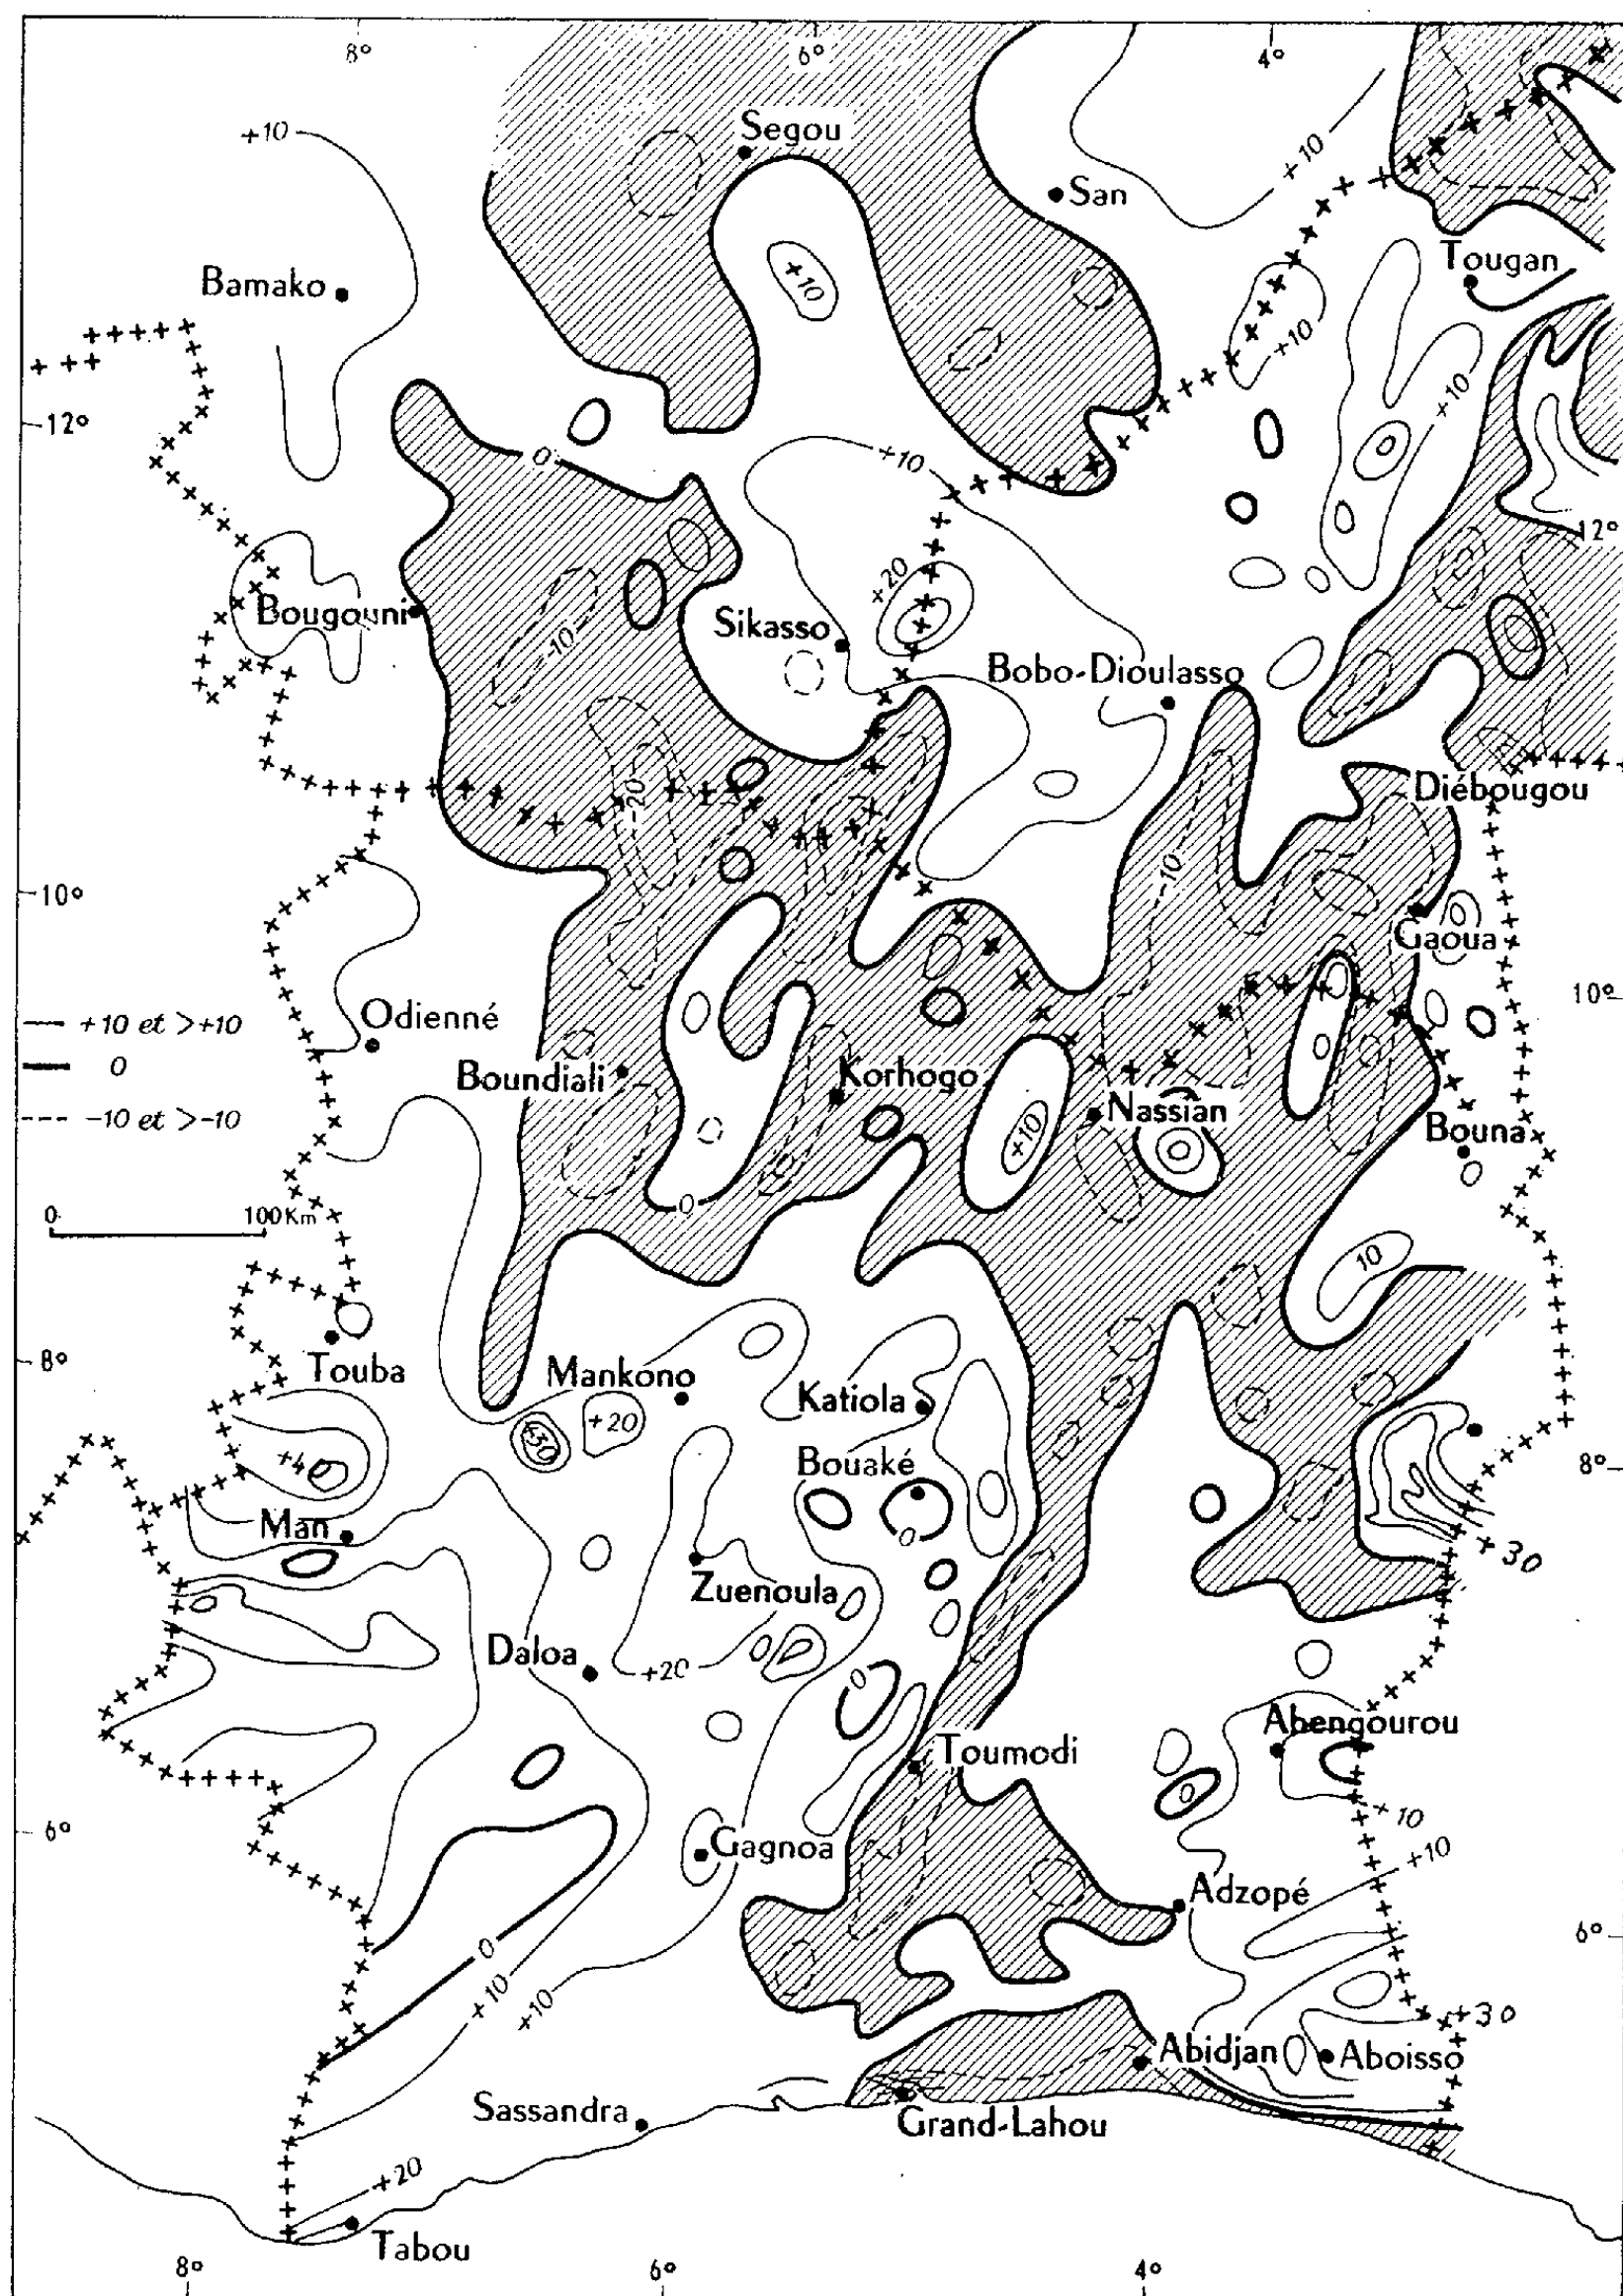 8° 6° 4°
Segou
+10
+10
San
Tougan
+10
Bamako
+10
+10
12°
0
+10
12°
+20
Bougouni
Sikasso
-10
Bobo-Dioulasso
-20
Diébougou
-10
10°
Gaoua
10°
Odienné
+10 et >+10
0
-10 et >-10
Boundiali
Korhogo
Nassian
+10
Bouna
0
0 100Km
10
8°
Touba
Mankono
Katiola
+20
+30
+4
Bouaké
8°
Man
0
+30
Zuenoula
Daloa
+20
0
Abengourou
Toumodi
0
+10
6°
Gagnoa
+10
Adzopé
6°
0
+10
+10
+30
Abidjan
Aboisso
Sassandra
Grand-Lahou
+20
Tabou
8° 6° 4°